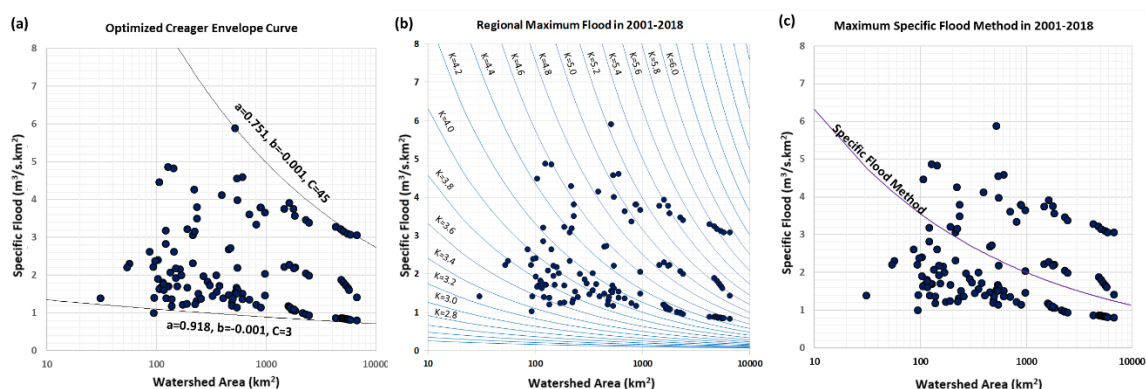 (a)
Optimized Creager Envelope Curve
Specific Flood (m³/s.km²)
8
7
6
5
4
3
2
1
0
a=0.751, b=-0.001, C=45
a=0.918, b=-0.001, C=3
10
100
1000
10000
Watershed Area (km²)
(b)
Regional Maximum Flood in 2001-2018
Specific Flood (m³/s.km²)
8
7
6
5
4
3
2
1
0
K=4.2
K=4.4
K=4.6
K=4.8
K=5.0
K=5.2
K=5.4
K=5.6
K=5.8
K=6.0
K=4.0
K=3.8
K=3.6
K=3.4
K=3.2
K=3.0
K=2.8
10
100
1000
10000
Watershed Area (km²)
(c)
Maximum Specific Flood Method in 2001-2018
Specific Flood (m³/s.km²)
8
7
6
5
4
3
2
1
0
Specific Flood Method
10
100
1000
10000
Watershed Area (km²)